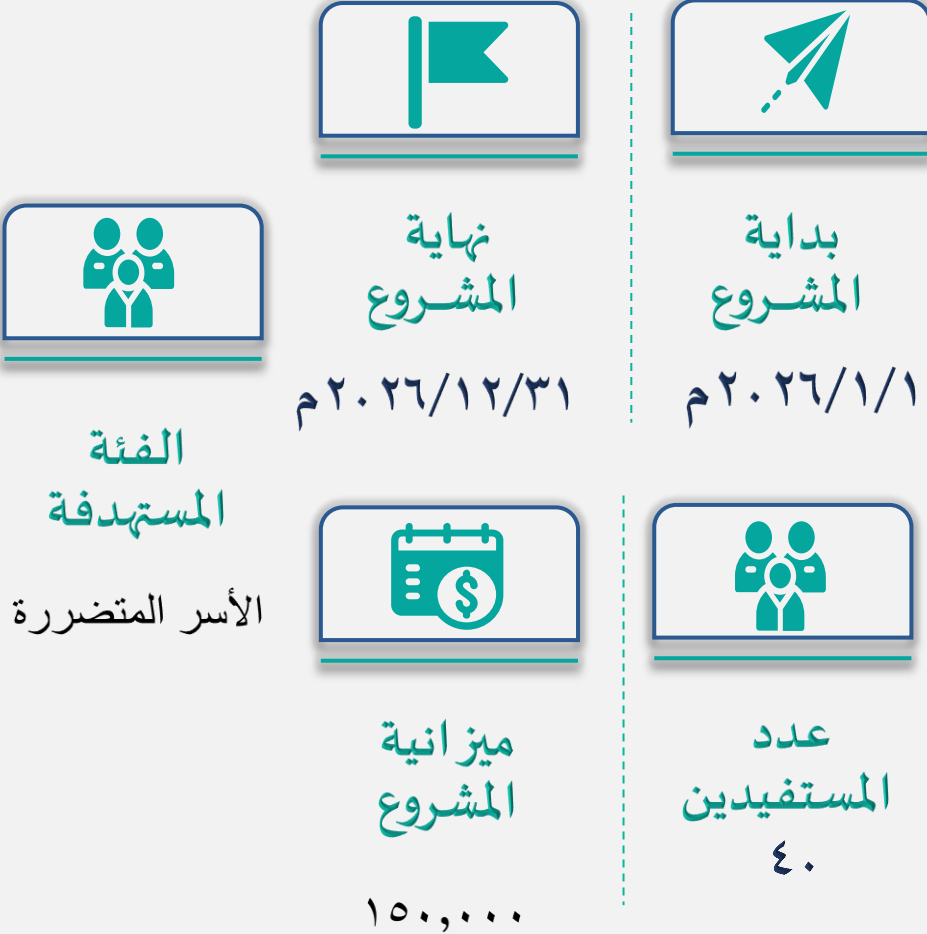 بداية
المشروع
٢٠٢٦/١/١م
نهاية
المشروع
٢٠٢٦/١٢/٣١م
الفئة
المستهدفة
الأسر المتضررة
عدد
المستفيدين
٤٠
ميزانية
المشروع
١٥٠,٠٠٠